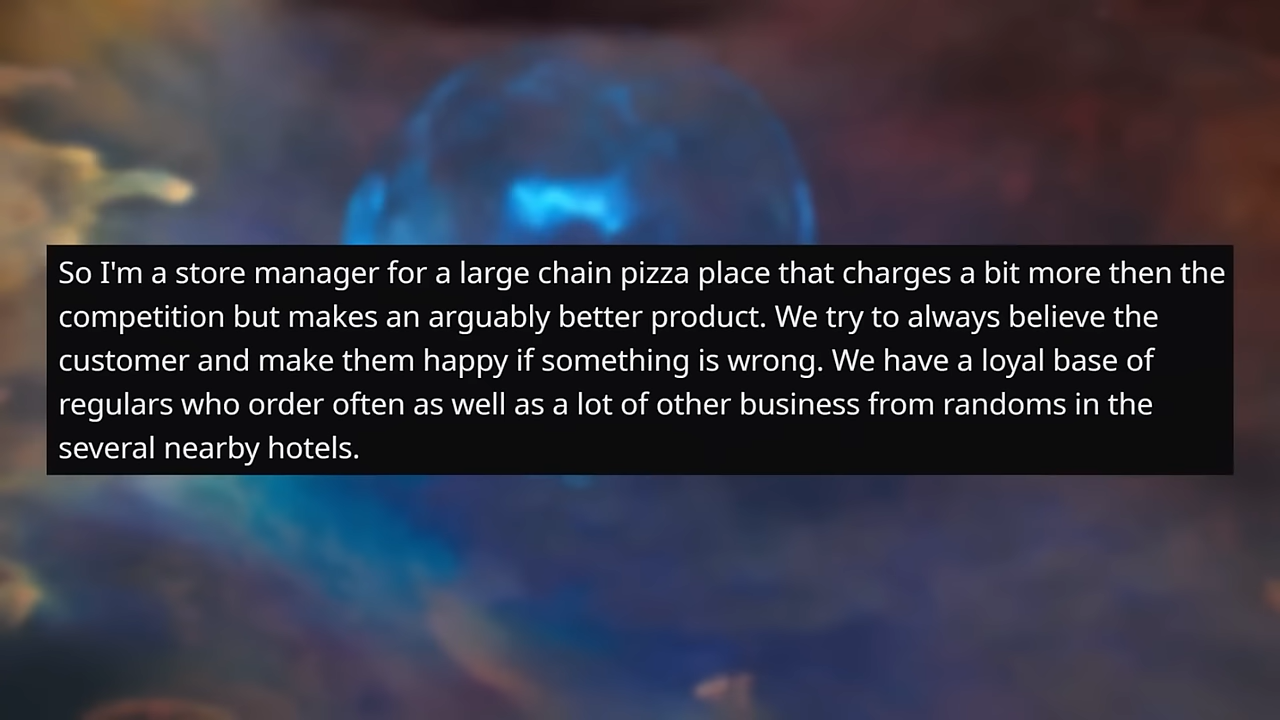 So I'm a store manager for a large chain pizza place that charges a bit more then the
competition but makes an arguably better product. We try to always believe the
customer and make them happy if something is wrong. We have a loyal base of
regulars who order often as well as a lot of other business from randoms in the
several nearby hotels.